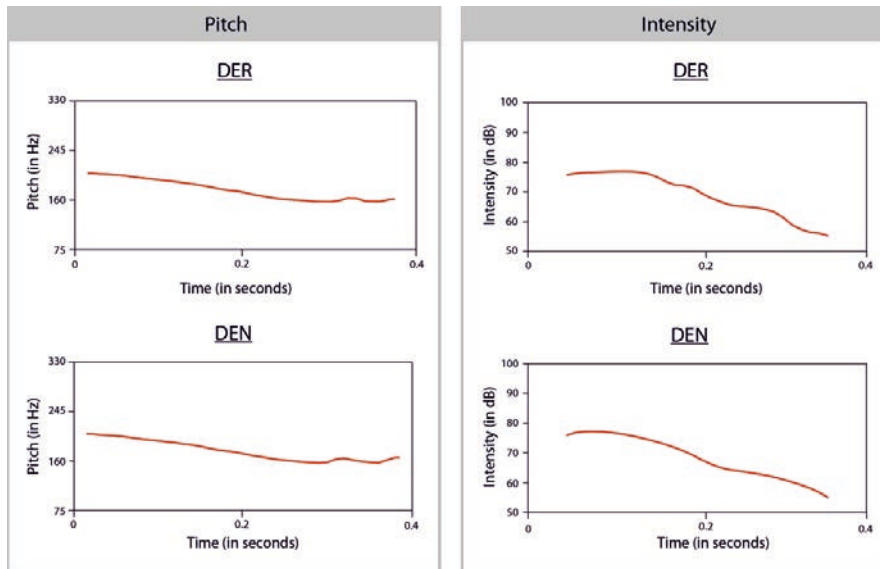 Pitch
DER
330
245
160
75
0
0.2
0.4
Pitch (in Hz)
Time (in seconds)
DEN
330
245
160
75
0
0.2
0.4
Pitch (in Hz)
Time (in seconds)
Intensity
DER
100
90
80
70
60
50
0
0.2
0.4
Intensity (in dB)
Time (in seconds)
DEN
100
90
80
70
60
50
0
0.2
0.4
Intensity (in dB)
Time (in seconds)